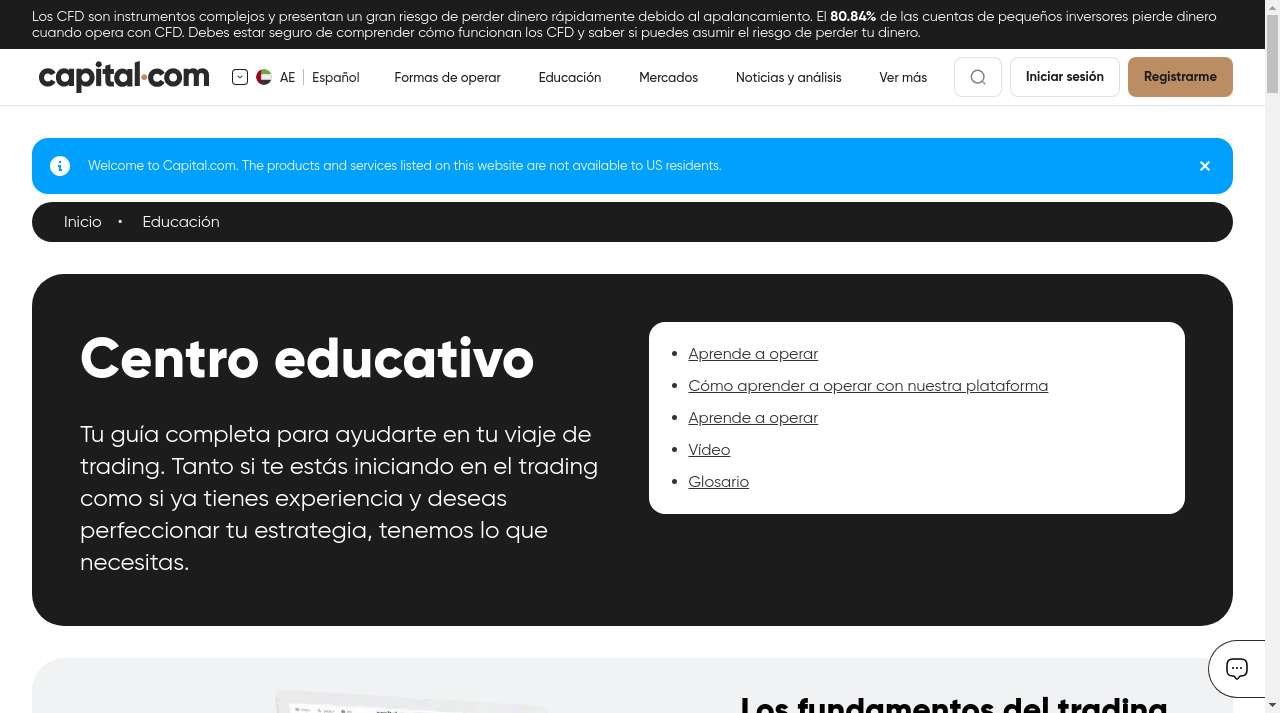 Los CFD son instrumentos complejos y presentan un gran riesgo de perder dinero rápidamente debido al apalancamiento. El 80.84% de las cuentas de pequeños inversores pierde dinero
cuando opera con CFD. Debes estar seguro de comprender cómo funcionan los CFD y saber si puedes asumir el riesgo de perder tu dinero.
capital.com AE Español Formas de operar Educación Mercados Noticias y análisis Ver más Iniciar sesión Registrarme
Welcome to Capital.com. The products and services listed on this website are not available to US residents.
Inicio • Educación
Centro educativo
Tu guía completa para ayudarte en tu viaje de
trading. Tanto si te estás iniciando en el trading
como si ya tienes experiencia y deseas
perfeccionar tu estrategia, tenemos lo que
necesitas.
• Aprende a operar
• Cómo aprender a operar con nuestra plataforma
• Aprende a operar
• Vídeo
• Glosario
Los fundamentos del trading